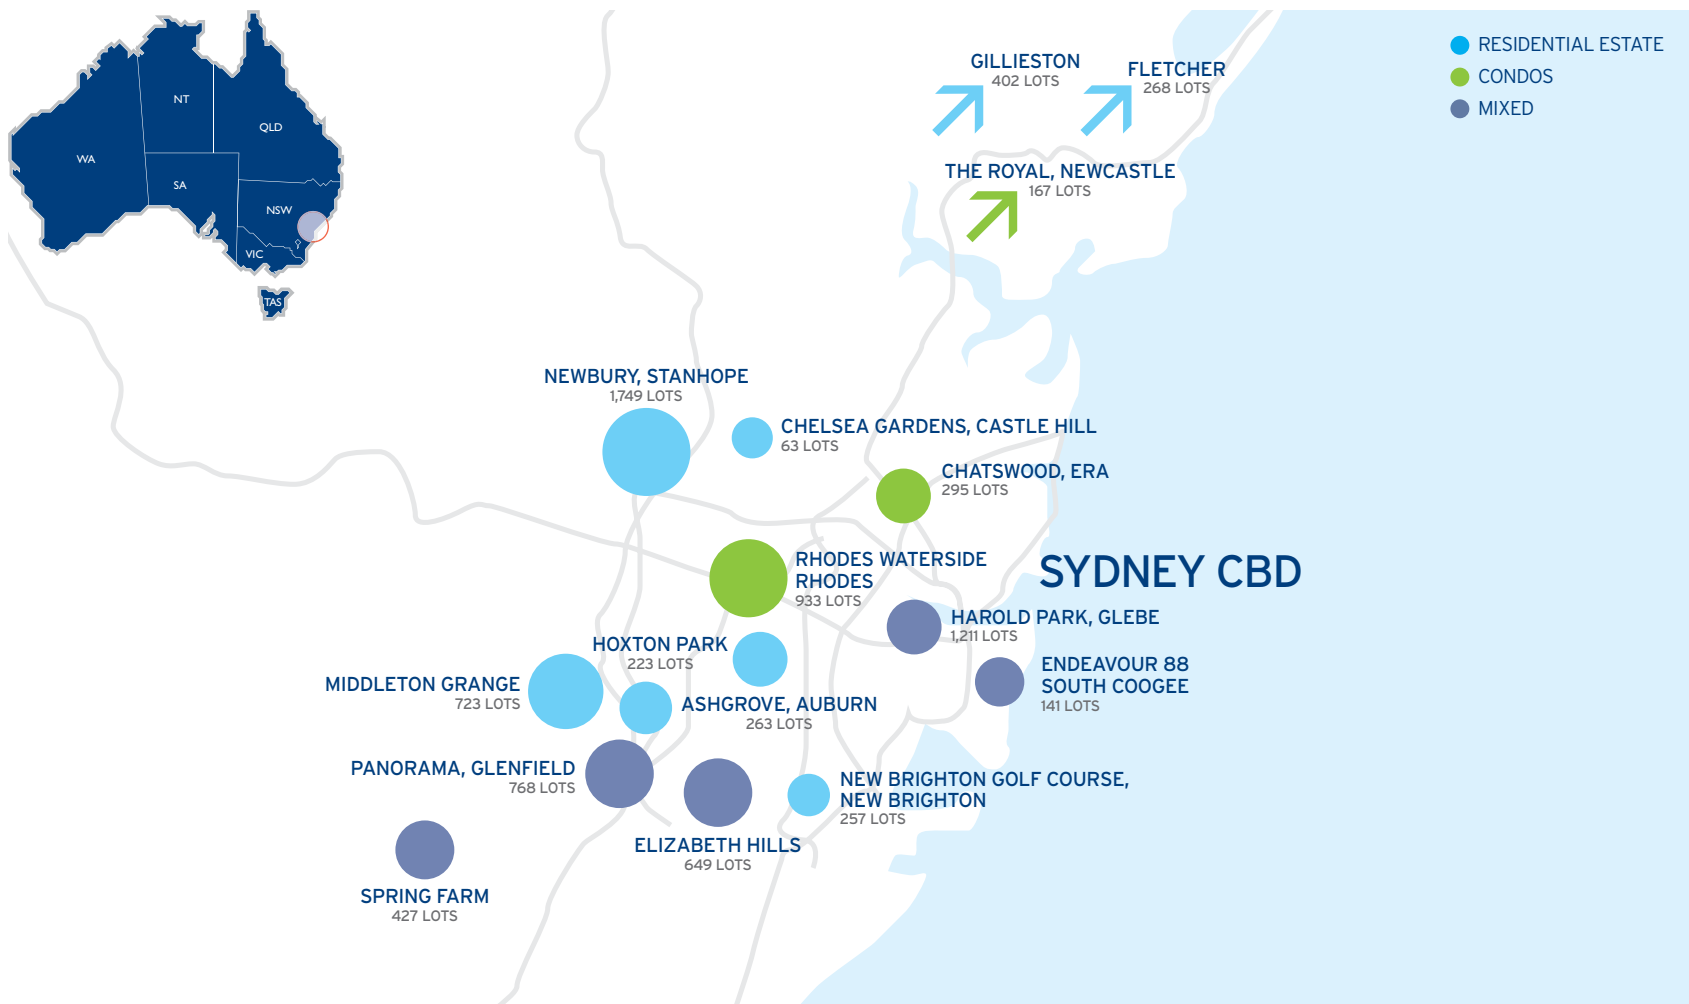 WA
NT
SA
QLD
NSW
VIC
TAS
GILLIESTON
402 LOTS
FLETCHER
268 LOTS
THE ROYAL, NEWCASTLE
167 LOTS
RESIDENTIAL ESTATE
CONDOS
MIXED
NEWBURY, STANHOPE
1,749 LOTS
CHELSEA GARDENS, CASTLE HILL
63 LOTS
CHATSWOOD, ERA
295 LOTS
RHODES WATERSIDE
RHODES
933 LOTS
SYDNEY CBD
HAROLD PARK, GLEBE
1,211 LOTS
HOXTON PARK
223 LOTS
ENDEAVOUR 88
SOUTH COOGEE
141 LOTS
MIDDLETON GRANGE
723 LOTS
ASHGROVE, AUBURN
263 LOTS
PANORAMA, GLENFIELD
768 LOTS
NEW BRIGHTON GOLF COURSE,
NEW BRIGHTON
257 LOTS
ELIZABETH HILLS
649 LOTS
SPRING FARM
427 LOTS